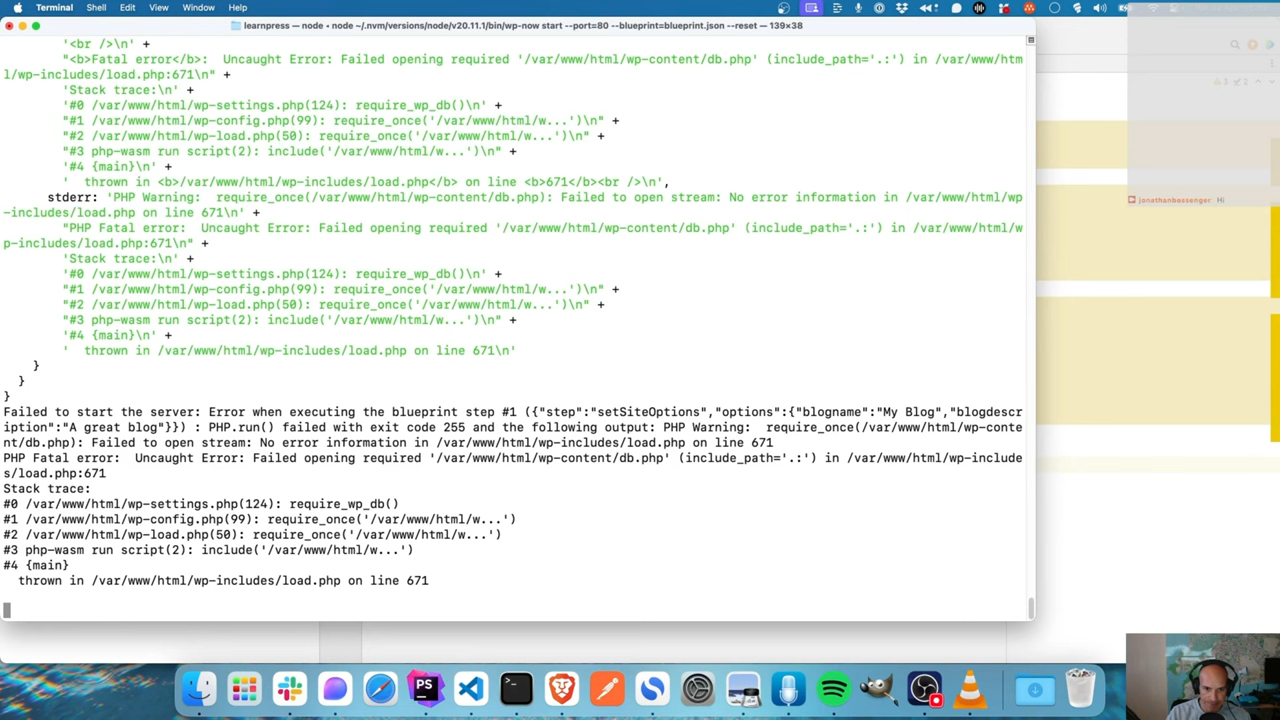 Terminal Shell Edit View Window Help
learnpress — node • node ~/.nvm/versions/node/v20.11.1/bin/wp-now start --port=80 --blueprint=blueprint.json --reset — 139×38
'<br />\n' +
"<b>Fatal error</b>:  Uncaught Error: Failed opening required '/var/www/html/wp-content/db.php' (include_path='.:') in /var/www/htm
l/wp-includes/load.php:671\n" +
'Stack trace:\n' +
'#0 /var/www/html/wp-settings.php(124): require_wp_db()\n' +
"#1 /var/www/html/wp-config.php(99): require_once('/var/www/html/w...')\n" +
"#2 /var/www/html/wp-load.php(50): require_once('/var/www/html/w...')\n" +
"#3 php-wasm run script(2): include('/var/www/html/w...')\n" +
'#4 {main}\n' +
'  thrown in <b>/var/www/html/wp-includes/load.php</b> on line <b>671</b><br />\n',
stderr: 'PHP Warning:  require_once(/var/www/html/wp-content/db.php): Failed to open stream: No error information in /var/www/html/wp
-includes/load.php on line 671\n' +
"PHP Fatal error:  Uncaught Error: Failed opening required '/var/www/html/wp-content/db.php' (include_path='.:') in /var/www/html/w
p-includes/load.php:671\n" +
'Stack trace:\n' +
'#0 /var/www/html/wp-settings.php(124): require_wp_db()\n' +
"#1 /var/www/html/wp-config.php(99): require_once('/var/www/html/w...')\n" +
"#2 /var/www/html/wp-load.php(50): require_once('/var/www/html/w...')\n" +
"#3 php-wasm run script(2): include('/var/www/html/w...')\n" +
'#4 {main}\n' +
'  thrown in /var/www/html/wp-includes/load.php on line 671\n'
}
}
}
Failed to start the server: Error when executing the blueprint step #1 ({"step":"setSiteOptions","options":{"blogname":"My Blog","blogdescr
iption":"A great blog"}}) : PHP.run() failed with exit code 255 and the following output: PHP Warning:  require_once(/var/www/html/wp-conte
nt/db.php): Failed to open stream: No error information in /var/www/html/wp-includes/load.php on line 671
PHP Fatal error:  Uncaught Error: Failed opening required '/var/www/html/wp-content/db.php' (include_path='.:') in /var/www/html/wp-include
s/load.php:671
Stack trace:
#0 /var/www/html/wp-settings.php(124): require_wp_db()
#1 /var/www/html/wp-config.php(99): require_once('/var/www/html/w...')
#2 /var/www/html/wp-load.php(50): require_once('/var/www/html/w...')
#3 php-wasm run script(2): include('/var/www/html/w...')
#4 {main}
thrown in /var/www/html/wp-includes/load.php on line 671
jonathanbossenger Hi
PS